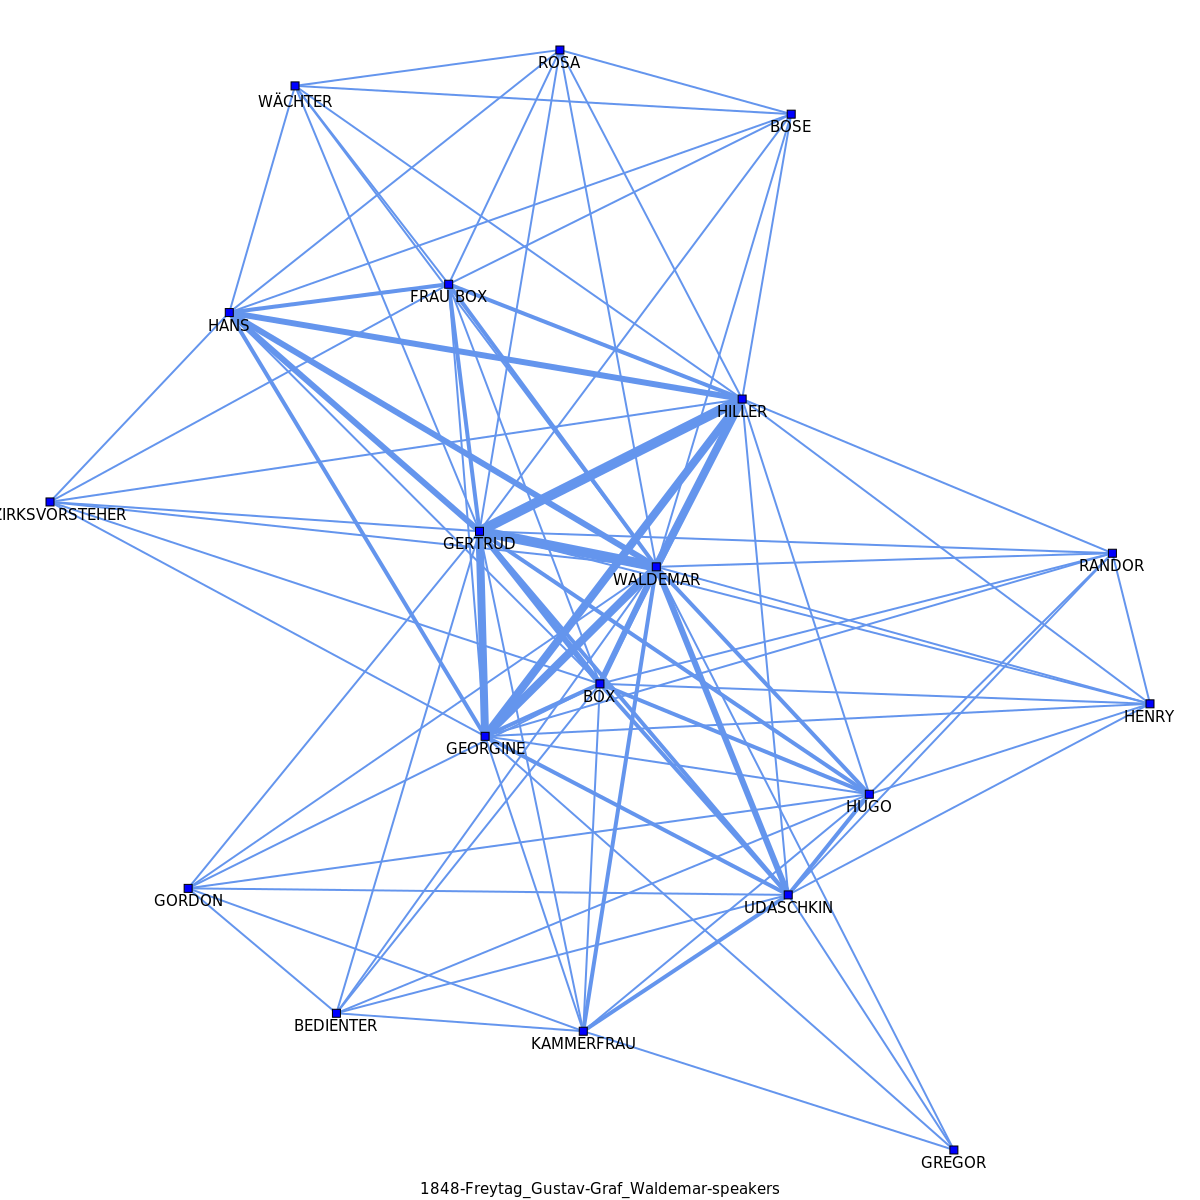 ROSA
WÄCHTER
BOSE
FRAU BOX
HANS
HILLER
ZIRKSVORSTEHER
GERTRUD
RANDOR
WALDEMAR
BOX
HENRY
GEORGINE
HUGO
GORDON
UDASCHKIN
BEDIENTER
KAMMERFRAU
GREGOR
1848-Freytag_Gustav-Graf_Waldemar-speakers